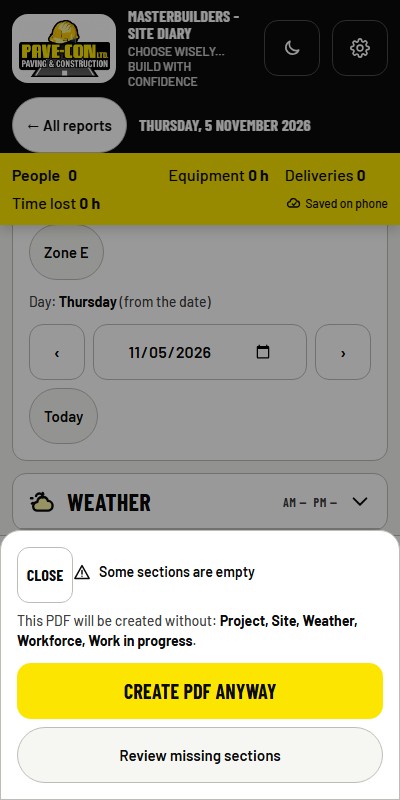 PAVE-CON LTD.
PAVING & CONSTRUCTION
MASTERBUILDERS -
SITE DIARY
CHOOSE WISELY...
BUILD WITH
CONFIDENCE
← All reports
THURSDAY, 5 NOVEMBER 2026
People 0
Equipment 0 h
Deliveries 0
Time lost 0 h
Saved on phone
Zone E
Day: Thursday (from the date)
‹
11/05/2026
›
Today
WEATHER
AM – PM –
CLOSE
Some sections are empty
This PDF will be created without: Project, Site, Weather,
Workforce, Work in progress.
CREATE PDF ANYWAY
Review missing sections